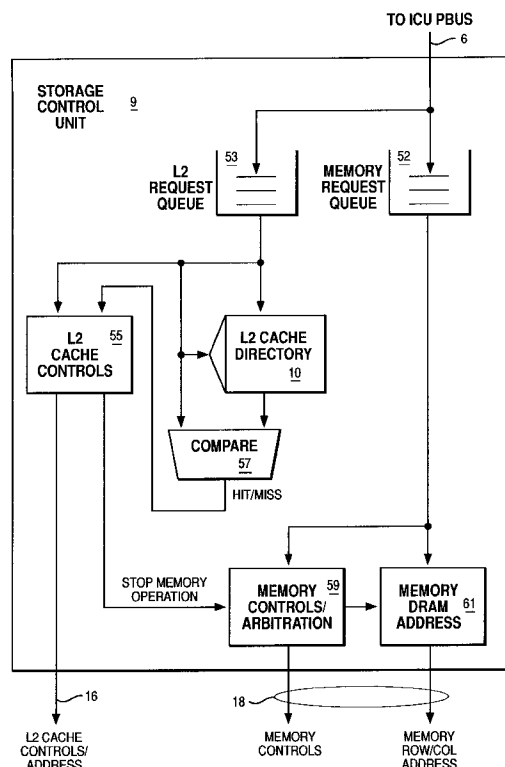 TO ICU PBUS
6
STORAGE
CONTROL
UNIT
9
53
L2
REQUEST
QUEUE
52
MEMORY
REQUEST
QUEUE
L2
CACHE
CONTROLS
55
L2 CACHE
DIRECTORY
10
COMPARE
57
HIT/MISS
STOP MEMORY
OPERATION
MEMORY
CONTROLS/
ARBITRATION
59
MEMORY
DRAM
ADDRESS
61
16
18
L2 CACHE
CONTROLS/
ADDRESS
MEMORY
CONTROLS
MEMORY
ROW/COL
ADDRESS